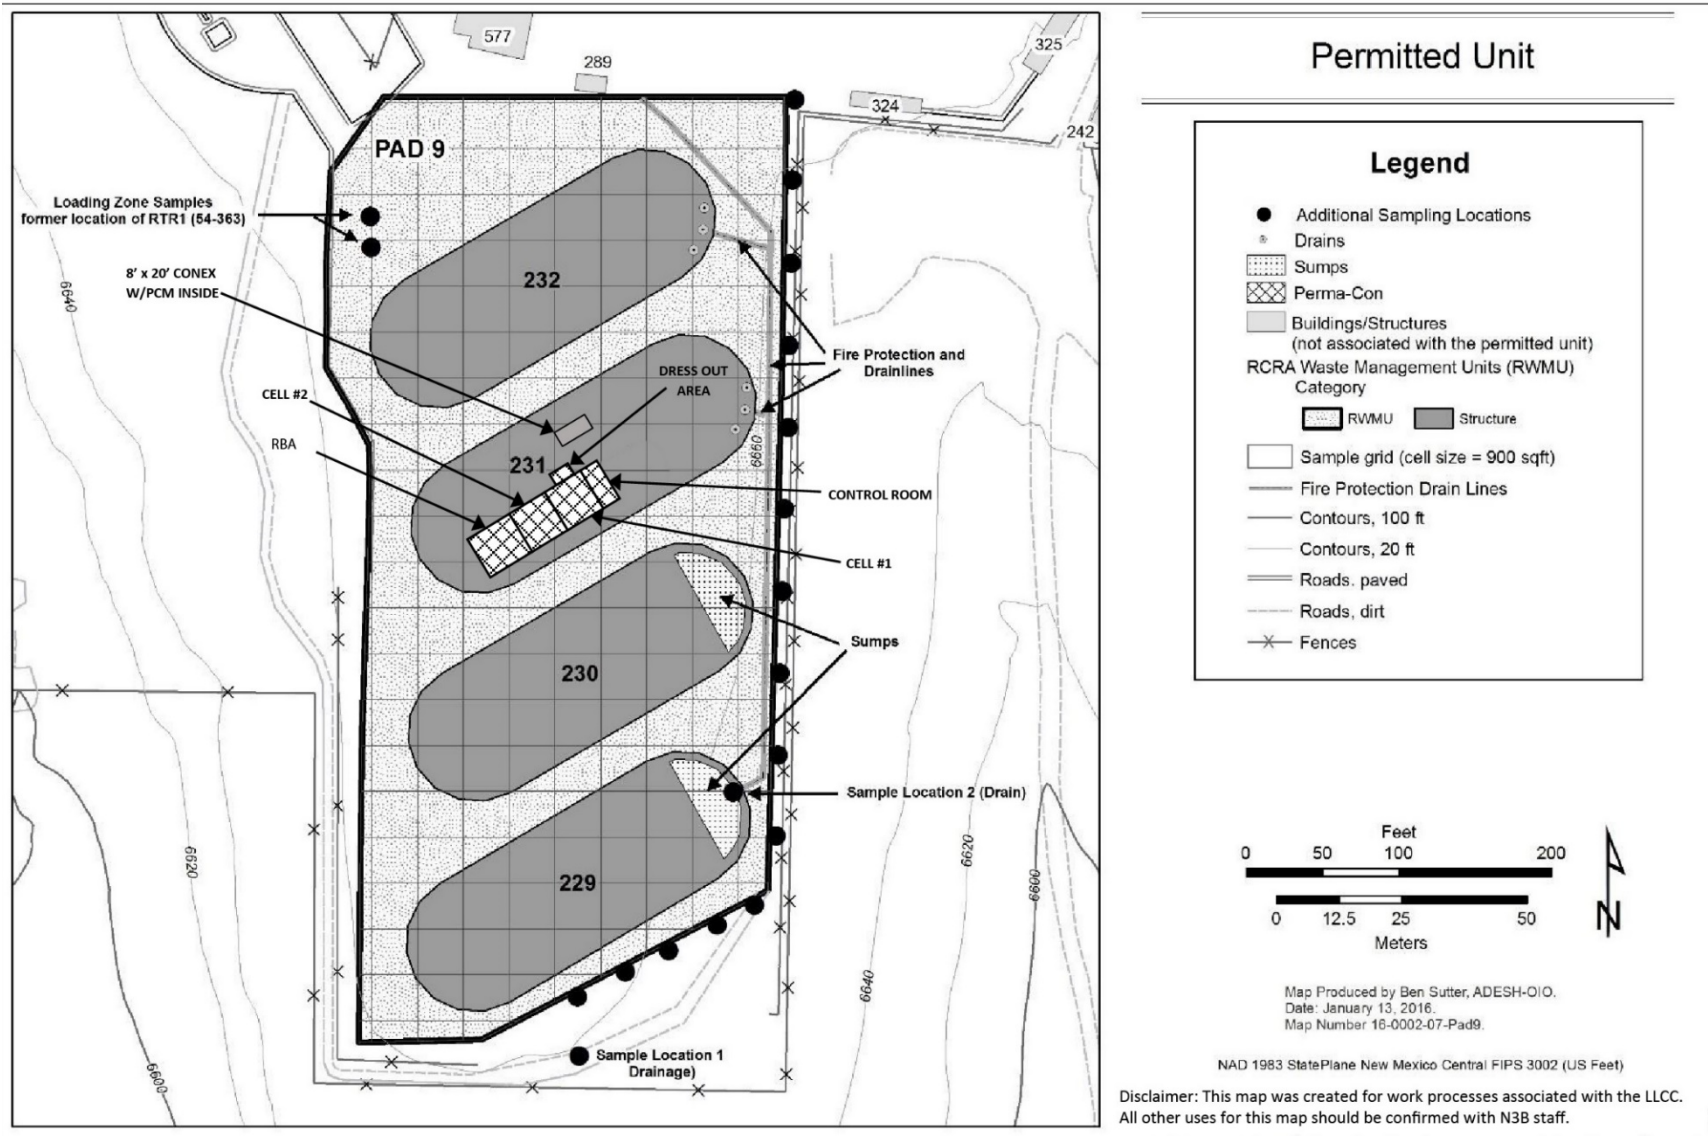 577
289
325
324
242
PAD 9
Loading Zone Samples
former location of RTR1 (54-363)
8' x 20' CONEX
W/PCM INSIDE
6640
232
Fire Protection and
Drainlines
DRESS OUT
AREA
CELL #2
RBA
231
6660
CONTROL ROOM
CELL #1
Sumps
230
Sample Location 2 (Drain)
229
6620
6620
6600
6640
6600
Sample Location 1
Drainage)
Permitted Unit
Legend
Additional Sampling Locations
Drains
Sumps
Perma-Con
Buildings/Structures
(not associated with the permitted unit)
RCRA Waste Management Units (RWMU)
Category
RWMU
Structure
Sample grid (cell size = 900 sqft)
Fire Protection Drain Lines
Contours, 100 ft
Contours, 20 ft
Roads. paved
Roads, dirt
Fences
Feet
0 50 100 200
0 12.5 25 50
Meters
N
Map Produced by Ben Sutter, ADESH-OIO.
Date: January 13, 2016.
Map Number 16-0002-07-Pad9.
NAD 1983 StatePlane New Mexico Central FIPS 3002 (US Feet)
Disclaimer: This map was created for work processes associated with the LLCC.
All other uses for this map should be confirmed with N3B staff.